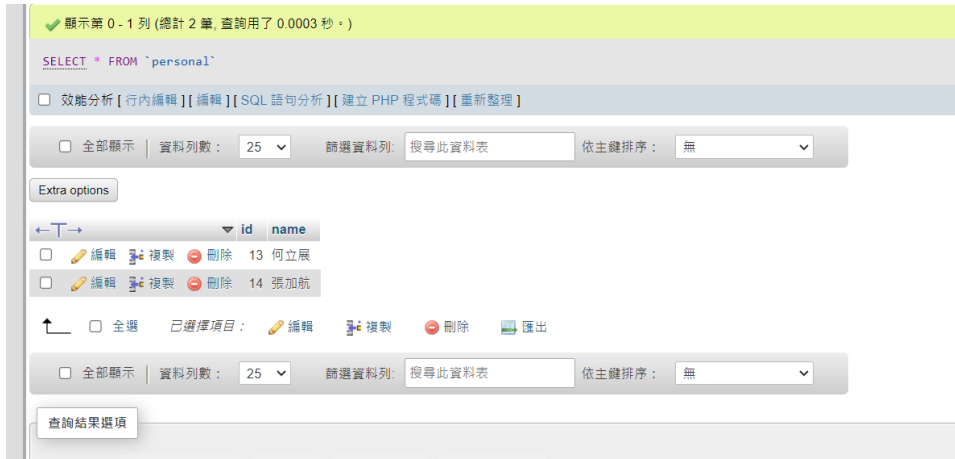 顯示第 0 - 1 列 (總計 2 筆, 查詢用了 0.0003 秒。)
SELECT * FROM `personal`
效能分析 [ 行內編輯 ] [ 編輯 ] [ SQL 語句分析 ] [ 建立 PHP 程式碼 ] [ 重新整理 ]
全部顯示 | 資料列數： 25 篩選資料列: 搜尋此資料表 依主鍵排序： 無
Extra options
←T→ id name
編輯 複製 刪除 13 何立展
編輯 複製 刪除 14 張加航
全選 已選擇項目： 編輯 複製 刪除 匯出
全部顯示 | 資料列數： 25 篩選資料列: 搜尋此資料表 依主鍵排序： 無
查詢結果選項